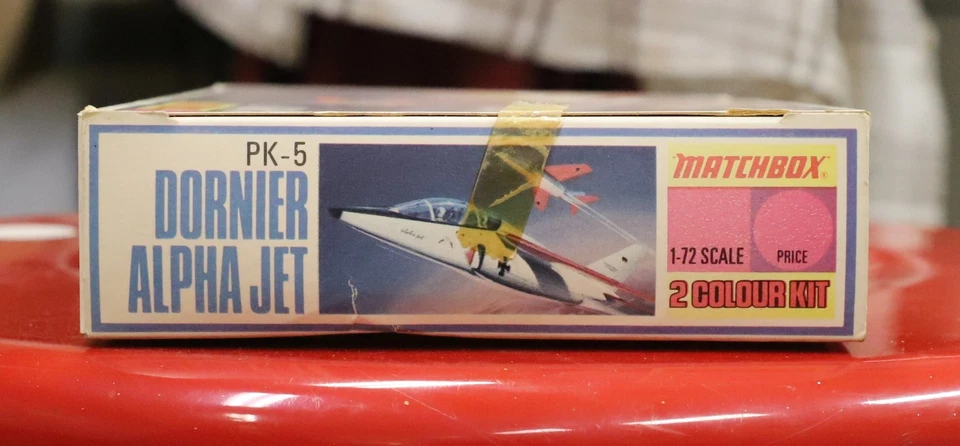 PK-5
DORNIER
ALPHA JET
MATCHBOX
1-72 SCALE
PRICE
2 COLOUR KIT